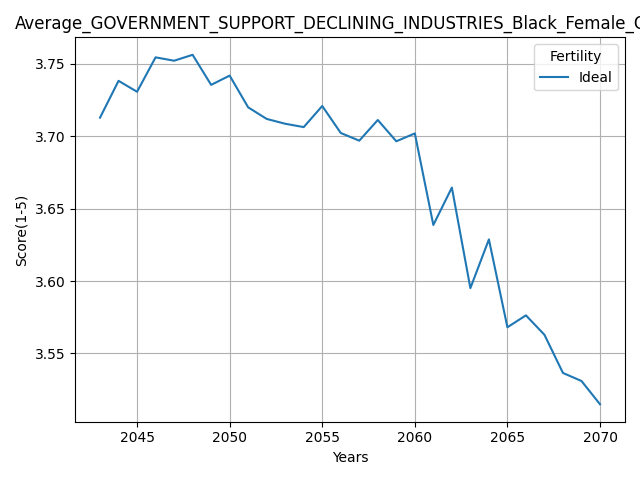 Average_GOVERNMENT_SUPPORT_DECLINING_INDUSTRIES_Black_Female_
Fertility
Ideal
3.75
3.70
3.65
3.60
3.55
Score(1-5)
2045 2050 2055 2060 2065 2070
Years